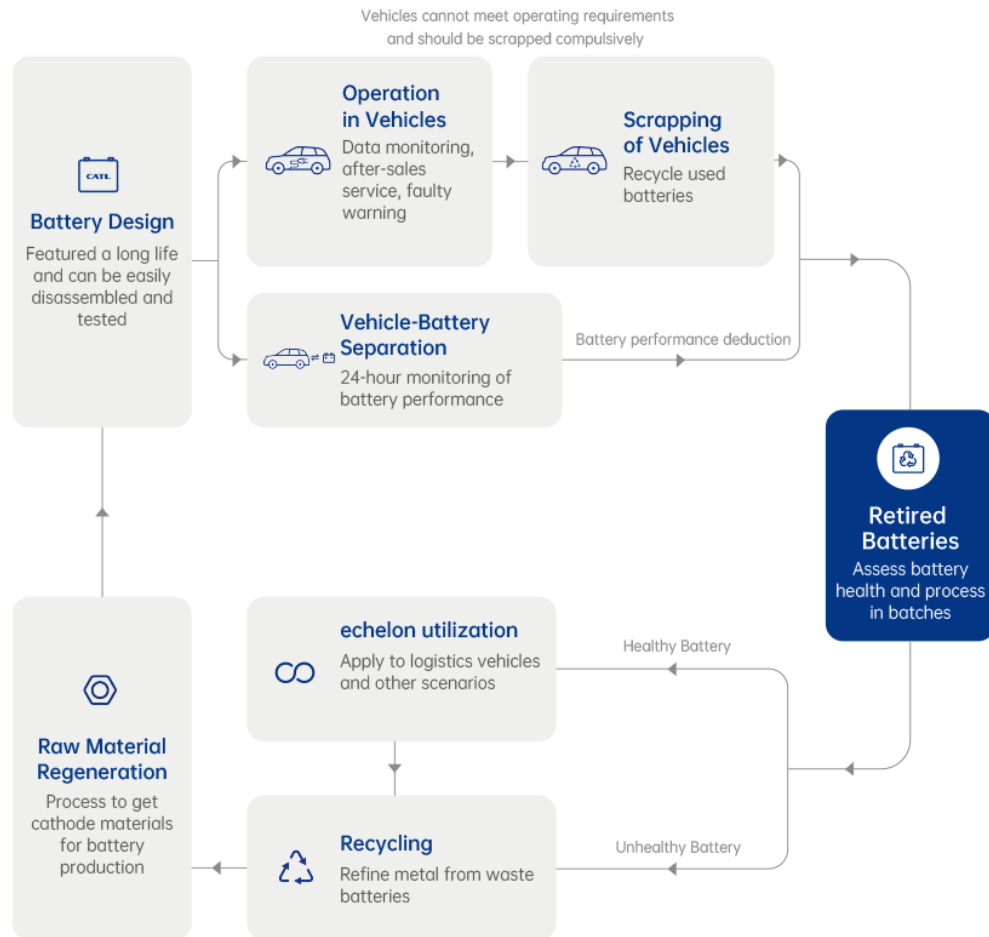 Vehicles cannot meet operating requirements
and should be scrapped compulsively
CATL
Battery Design
Featured a long life
and can be easily
disassembled and
tested
Operation
in Vehicles
Data monitoring,
after-sales
service, faulty
warning
Scrapping
of Vehicles
Recycle used
batteries
Vehicle-Battery
Separation
24-hour monitoring of
battery performance
Battery performance deduction
Retired
Batteries
Assess battery
health and process
in batches
Healthy Battery
echelon utilization
Apply to logistics vehicles
and other scenarios
Unhealthy Battery
Recycling
Refine metal from waste
batteries
Raw Material
Regeneration
Process to get
cathode materials
for battery
production